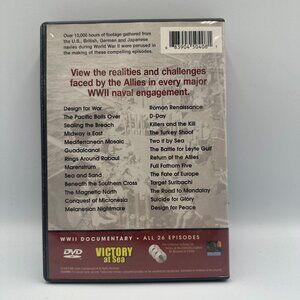 Over 13,000 hours of footage gathered from
the U.S., British, German and Japanese
navies during World War II were perused in
the making of these compelling episodes.
View the realities and challenges
faced by the Allies in every major
WWII naval engagement.
Design for War
The Pacific Boils Over
Sealing the Breach
Midway is East
Mediterranean Mosaic
Guadalcanal
Rings Around Rabaul
Mare Nostrum
Sea and Sand
Beneath the Southern Cross
The Magnetic North
Conquest of Micronesia
Melanesian Nightmare
Roman Renaissance
D-Day
Killers and the Kill
The Turkey Shoot
Two if by Sea
The Battle for Leyte Gulf
Return of the Allies
Full Fathom Five
The Fate of Europe
Target Suribachi
The Road to Mandalay
Suicide for Glory
Design for Peace
WWII DOCUMENTARY • ALL 26 EPISODES
DVD
VICTORY
at Sea